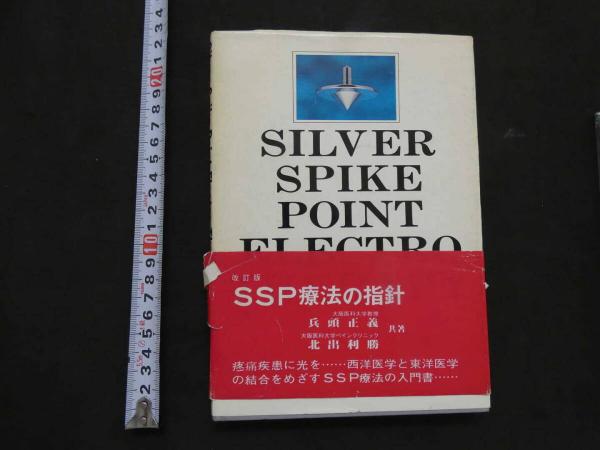 SILVER
SPIKE
POINT
ELECTRO
改訂版
SSP療法の指針
大阪医科大学教授
兵頭正義
大阪医科大学ペインクリニック
北出利勝
共著
疼痛疾患に光を……西洋医学と東洋医学
の結合をめざすSSP療法の入門書……